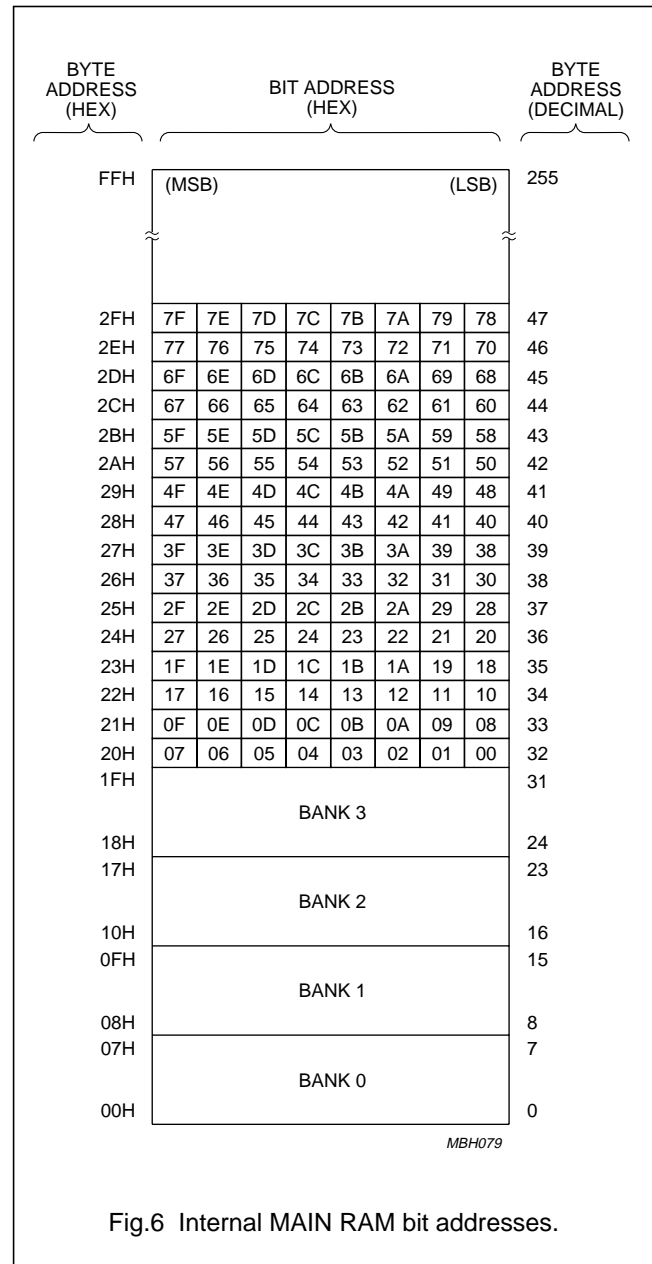 BYTE ADDRESS (HEX) BIT ADDRESS (HEX) BYTE ADDRESS (DECIMAL)
FFH (MSB) (LSB) 255
2FH 7F 7E 7D 7C 7B 7A 79 78 47
2EH 77 76 75 74 73 72 71 70 46
2DH 6F 6E 6D 6C 6B 6A 69 68 45
2CH 67 66 65 64 63 62 61 60 44
2BH 5F 5E 5D 5C 5B 5A 59 58 43
2AH 57 56 55 54 53 52 51 50 42
29H 4F 4E 4D 4C 4B 4A 49 48 41
28H 47 46 45 44 43 42 41 40 40
27H 3F 3E 3D 3C 3B 3A 39 38 39
26H 37 36 35 34 33 32 31 30 38
25H 2F 2E 2D 2C 2B 2A 29 28 37
24H 27 26 25 24 23 22 21 20 36
23H 1F 1E 1D 1C 1B 1A 19 18 35
22H 17 16 15 14 13 12 11 10 34
21H 0F 0E 0D 0C 0B 0A 09 08 33
20H 07 06 05 04 03 02 01 00 32
1FH 31
BANK 3
18H 24
17H 23
BANK 2
10H 16
0FH 15
BANK 1
08H 8
07H 7
BANK 0
00H 0
MBH079
Fig.6 Internal MAIN RAM bit addresses.